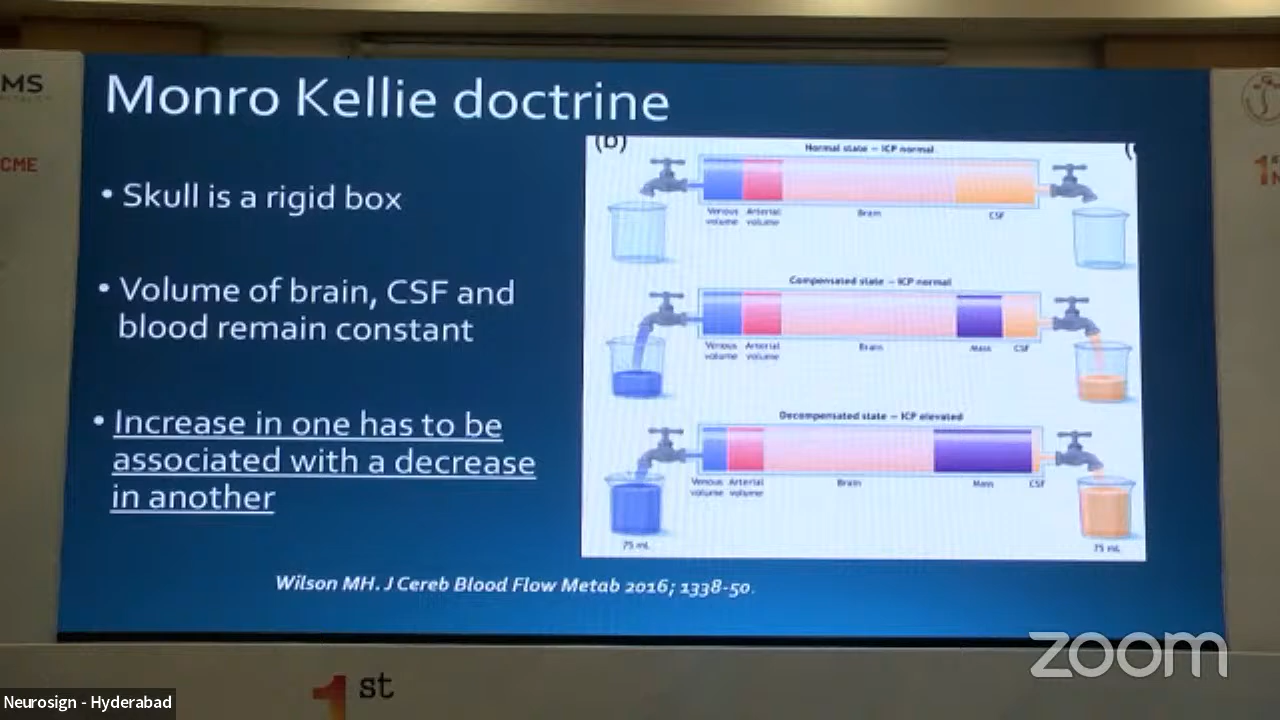 MS
CME
Monro Kellie doctrine
• Skull is a rigid box
• Volume of brain, CSF and
blood remain constant
• Increase in one has to be
associated with a decrease
in another
(b)
Normal state – ICP normal
Venous volume
Arterial volume
Brain
CSF
Compensated state – ICP normal
Venous volume
Arterial volume
Brain
Mass
CSF
Decompensated state – ICP elevated
Venous volume
Arterial volume
Brain
Mass
CSF
75 mL
75 mL
Wilson MH. J Cereb Blood Flow Metab 2016; 1338-50.
1st
zoom
Neurosign - Hyderabad